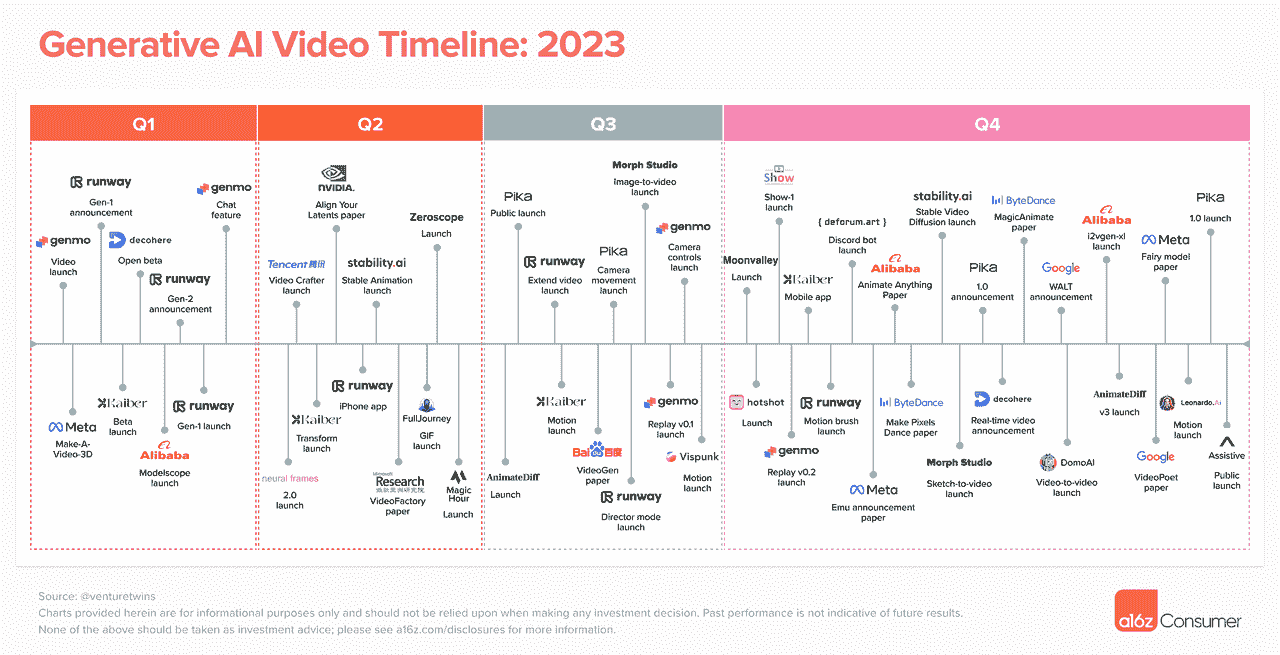 Generative AI Video Timeline: 2023
Q1
Q2
Q3
Q4
runway
Gen-1
announcement
genmo
Chat
feature
genmo
Video
launch
decohere
Open beta
runway
Gen-2
announcement
Meta
Make-A-
Video-3D
Kaiber
Beta
launch
Alibaba
Modelscope
launch
runway
Gen-1 launch
NVIDIA.
Align Your
Latents paper
Zeroscope
Launch
Tencent 腾讯
Video Crafter
launch
stability.ai
Stable Animation
launch
neural frames
2.0
launch
Kaiber
Transform
launch
runway
iPhone app
Microsoft
Research
VideoFactory
paper
FullJourney
GIF
launch
Magic
Hour
Launch
Pika
Public launch
runway
Extend video
launch
Pika
Camera
movement
launch
Morph Studio
Image-to-video
launch
genmo
Camera
controls
launch
AnimateDiff
Launch
Kaiber
Motion
launch
Bai 百度
VideoGen
paper
runway
Director mode
launch
genmo
Replay v0.1
launch
Vispunk
Motion
launch
Moonvalley
Launch
Show
Show-1
launch
Kaiber
Mobile app
{ deforum.art }
Discord bot
launch
Alibaba
Animate Anything
Paper
stability.ai
Stable Video
Diffusion launch
Pika
1.0
announcement
ByteDance
MagicAnimate
paper
Google
WALT
announcement
Alibaba
i2vgen-xl
launch
Meta
Fairy model
paper
Pika
1.0 launch
hotshot
Launch
genmo
Replay v0.2
launch
runway
Motion brush
launch
Meta
Emu announcement
paper
ByteDance
Make Pixels
Dance paper
Morph Studio
Sketch-to-video
launch
decohere
Real-time video
announcement
DomoAI
Video-to-video
launch
AnimateDiff
v3 launch
Google
VideoPoet
paper
Leonardo.Ai
Motion
launch
Assistive
Public
launch
Source: @venturetwins
Charts provided herein are for informational purposes only and should not be relied upon when making any investment decision. Past performance is not indicative of future results.
None of the above should be taken as investment advice; please see a16z.com/disclosures for more information.
a16z Consumer